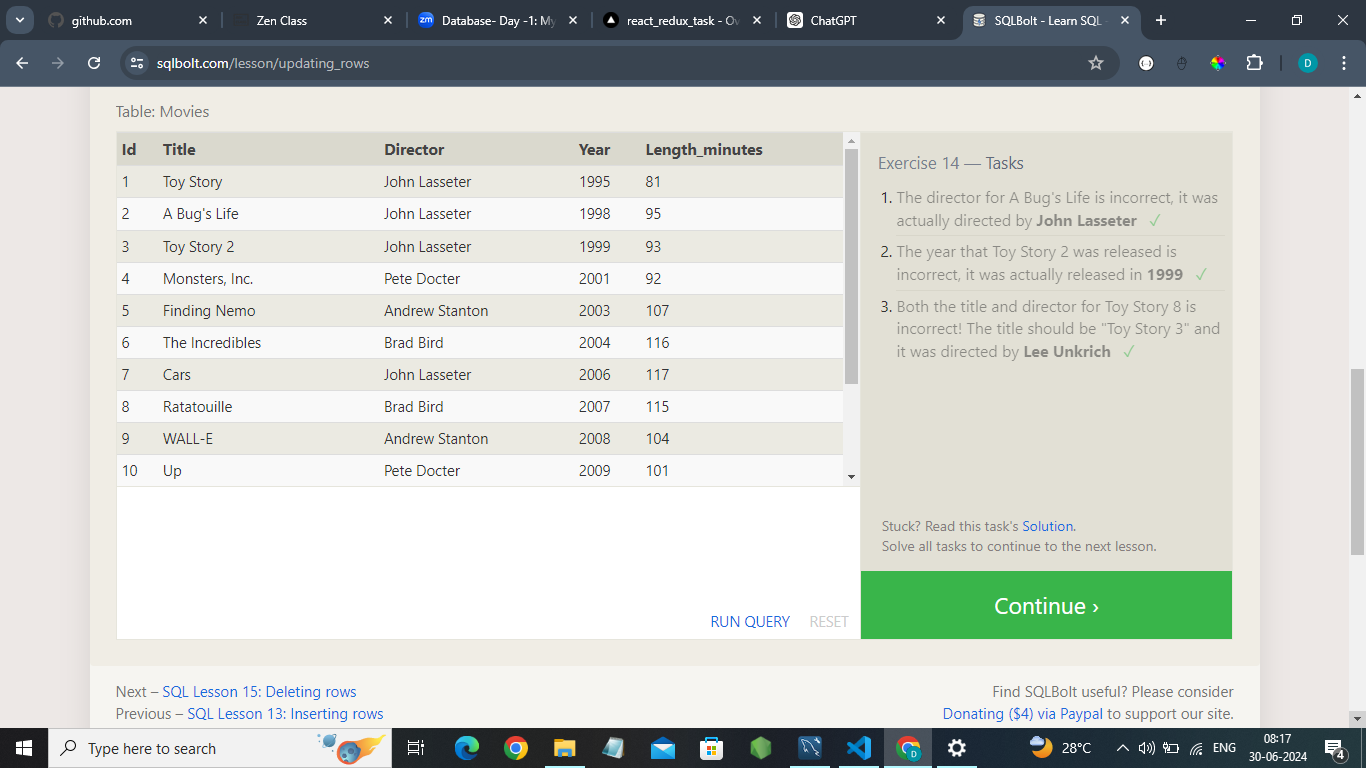 github.com
Zen Class
zm Database- Day -1: My
react_redux_task - Ov
ChatGPT
SQLBolt - Learn SQL -
sqlbolt.com/lesson/updating_rows
D
Table: Movies
Id Title Director Year Length_minutes
1 Toy Story John Lasseter 1995 81
2 A Bug's Life John Lasseter 1998 95
3 Toy Story 2 John Lasseter 1999 93
4 Monsters, Inc. Pete Docter 2001 92
5 Finding Nemo Andrew Stanton 2003 107
6 The Incredibles Brad Bird 2004 116
7 Cars John Lasseter 2006 117
8 Ratatouille Brad Bird 2007 115
9 WALL-E Andrew Stanton 2008 104
10 Up Pete Docter 2009 101
RUN QUERY RESET
Exercise 14 — Tasks
1. The director for A Bug's Life is incorrect, it was
actually directed by John Lasseter ✓
2. The year that Toy Story 2 was released is
incorrect, it was actually released in 1999 ✓
3. Both the title and director for Toy Story 8 is
incorrect! The title should be "Toy Story 3" and
it was directed by Lee Unkrich ✓
Stuck? Read this task's Solution.
Solve all tasks to continue to the next lesson.
Continue ›
Next – SQL Lesson 15: Deleting rows
Previous – SQL Lesson 13: Inserting rows
Find SQLBolt useful? Please consider
Donating ($4) via Paypal to support our site.
Type here to search
D
28°C
ENG
08:17
30-06-2024
4